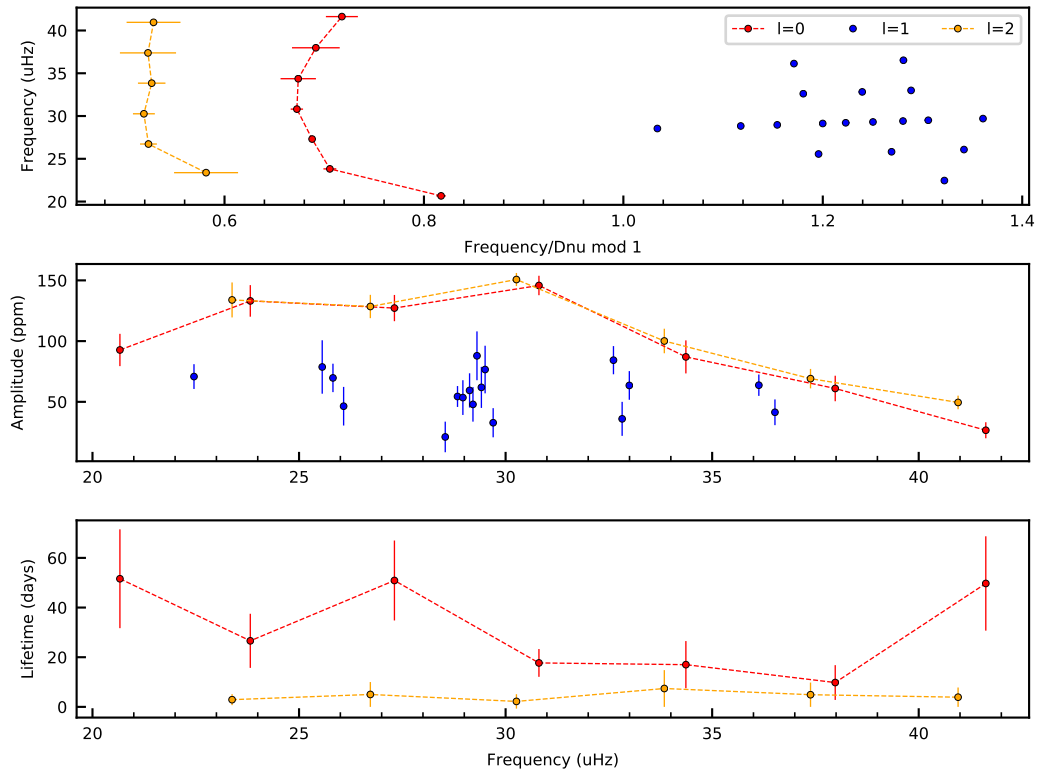 Frequency (uHz)
40
35
30
25
20
l=0 l=1 l=2
0.6 0.8 1.0 1.2 1.4
Frequency/Dnu mod 1
Amplitude (ppm)
150
100
50
20 25 30 35 40
Lifetime (days)
60
40
20
0
20 25 30 35 40
Frequency (uHz)